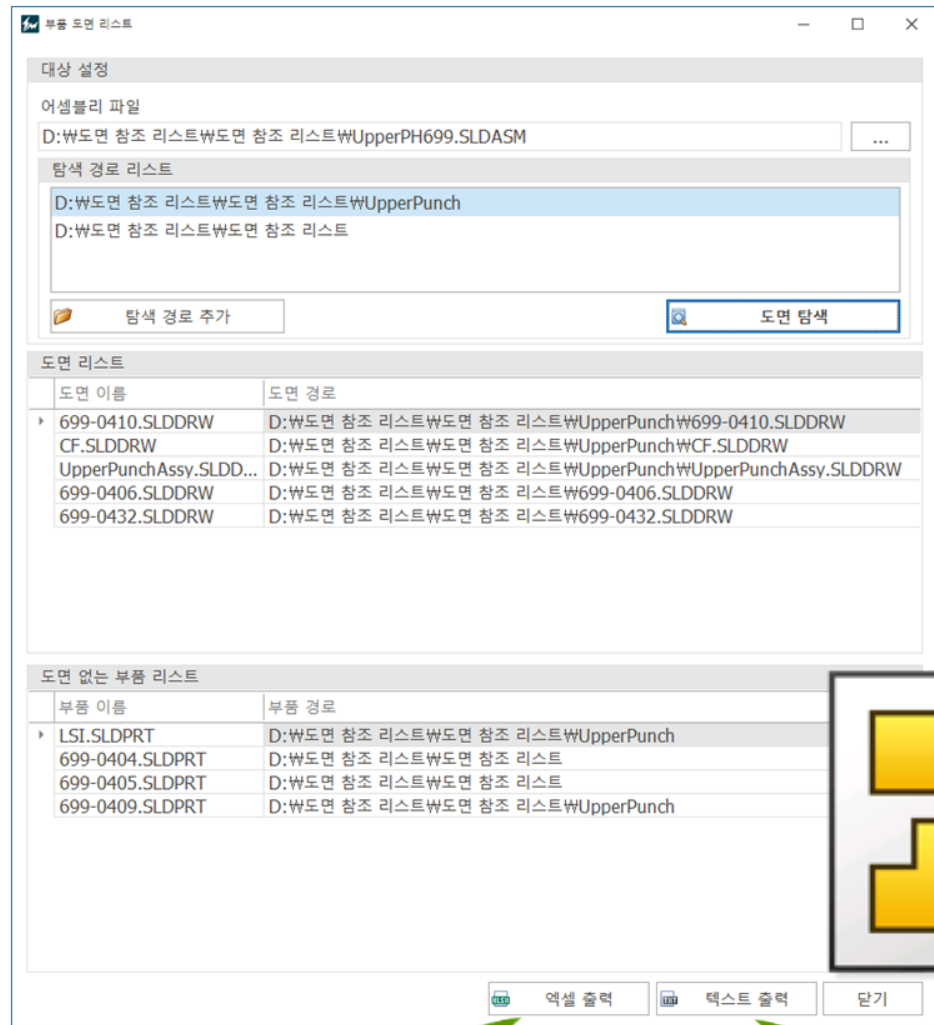 부품 도면 리스트
대상 설정
어셈블리 파일
D:₩도면 참조 리스트₩도면 참조 리스트₩UpperPH699.SLDASM
...
탐색 경로 리스트
D:₩도면 참조 리스트₩도면 참조 리스트₩UpperPunch
D:₩도면 참조 리스트₩도면 참조 리스트
탐색 경로 추가 도면 탐색
도면 리스트
도면 이름 도면 경로
699-0410.SLDDRW D:₩도면 참조 리스트₩도면 참조 리스트₩UpperPunch₩699-0410.SLDDRW
CF.SLDDRW D:₩도면 참조 리스트₩도면 참조 리스트₩UpperPunch₩CF.SLDDRW
UpperPunchAssy.SLDD... D:₩도면 참조 리스트₩도면 참조 리스트₩UpperPunch₩UpperPunchAssy.SLDDRW
699-0406.SLDDRW D:₩도면 참조 리스트₩도면 참조 리스트₩699-0406.SLDDRW
699-0432.SLDDRW D:₩도면 참조 리스트₩도면 참조 리스트₩699-0432.SLDDRW
도면 없는 부품 리스트
부품 이름 부품 경로
LSI.SLDPRT D:₩도면 참조 리스트₩도면 참조 리스트₩UpperPunch
699-0404.SLDPRT D:₩도면 참조 리스트₩도면 참조 리스트
699-0405.SLDPRT D:₩도면 참조 리스트₩도면 참조 리스트
699-0409.SLDPRT D:₩도면 참조 리스트₩도면 참조 리스트₩UpperPunch
엑셀 출력 텍스트 출력 닫기